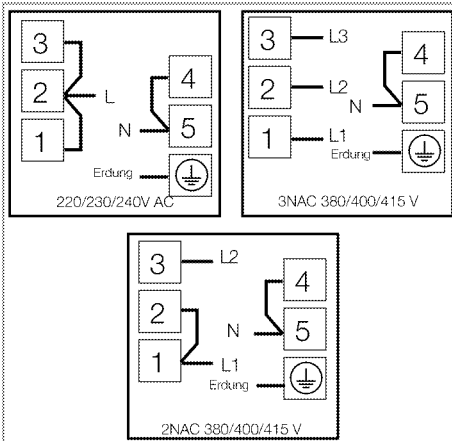 3
2
1
L
4
N
5
Erdung
220/230/240V AC
3
L3
2
L2
1
L1
4
N
5
Erdung
3NAC 380/400/415 V
3
L2
2
1
L1
4
N
5
Erdung
2NAC 380/400/415 V